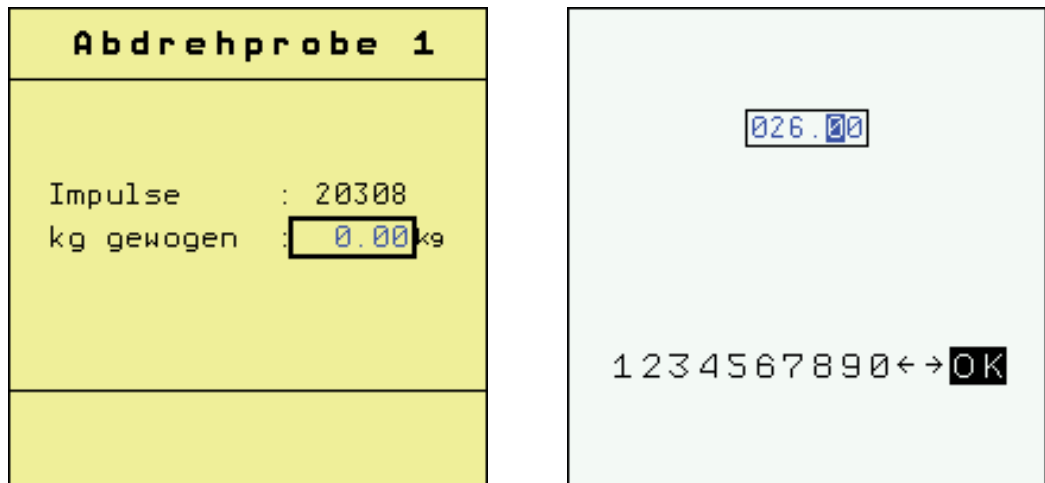 Abdrehprobe 1
Impulse : 20308
kg gewogen : 0.00kg
026.00
1234567890←→OK